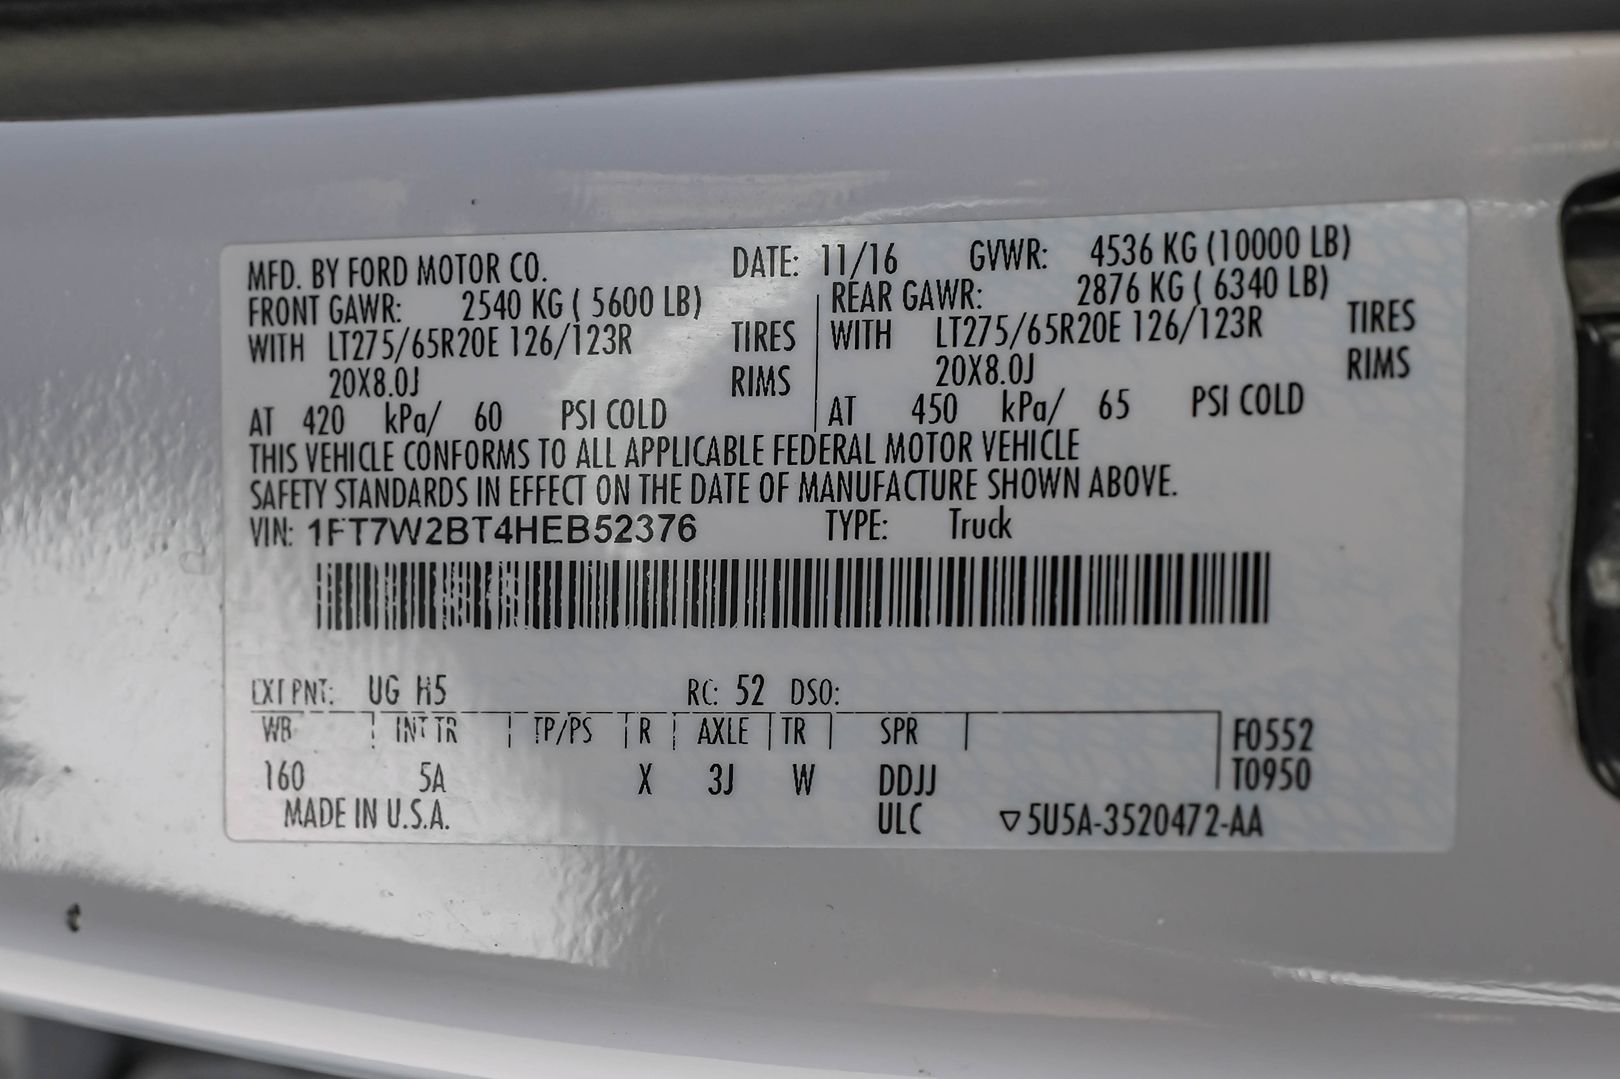 MFD. BY FORD MOTOR CO. DATE: 11/16 GVWR: 4536 KG (10000 LB)
FRONT GAWR: 2540 KG ( 5600 LB) REAR GAWR: 2876 KG ( 6340 LB)
WITH LT275/65R20E 126/123R TIRES WITH LT275/65R20E 126/123R TIRES
20X8.0J RIMS 20X8.0J RIMS
AT 420 kPa/ 60 PSI COLD AT 450 kPa/ 65 PSI COLD
THIS VEHICLE CONFORMS TO ALL APPLICABLE FEDERAL MOTOR VEHICLE
SAFETY STANDARDS IN EFFECT ON THE DATE OF MANUFACTURE SHOWN ABOVE.
VIN: 1FT7W2BT4HEB52376 TYPE: Truck
EXT PNT: UG H5 RC: 52 DSO:
WB INT TR TP/PS R AXLE TR SPR F0552
160 5A X 3J W DDJJ T0950
MADE IN U.S.A. ULC ▽5U5A-3520472-AA